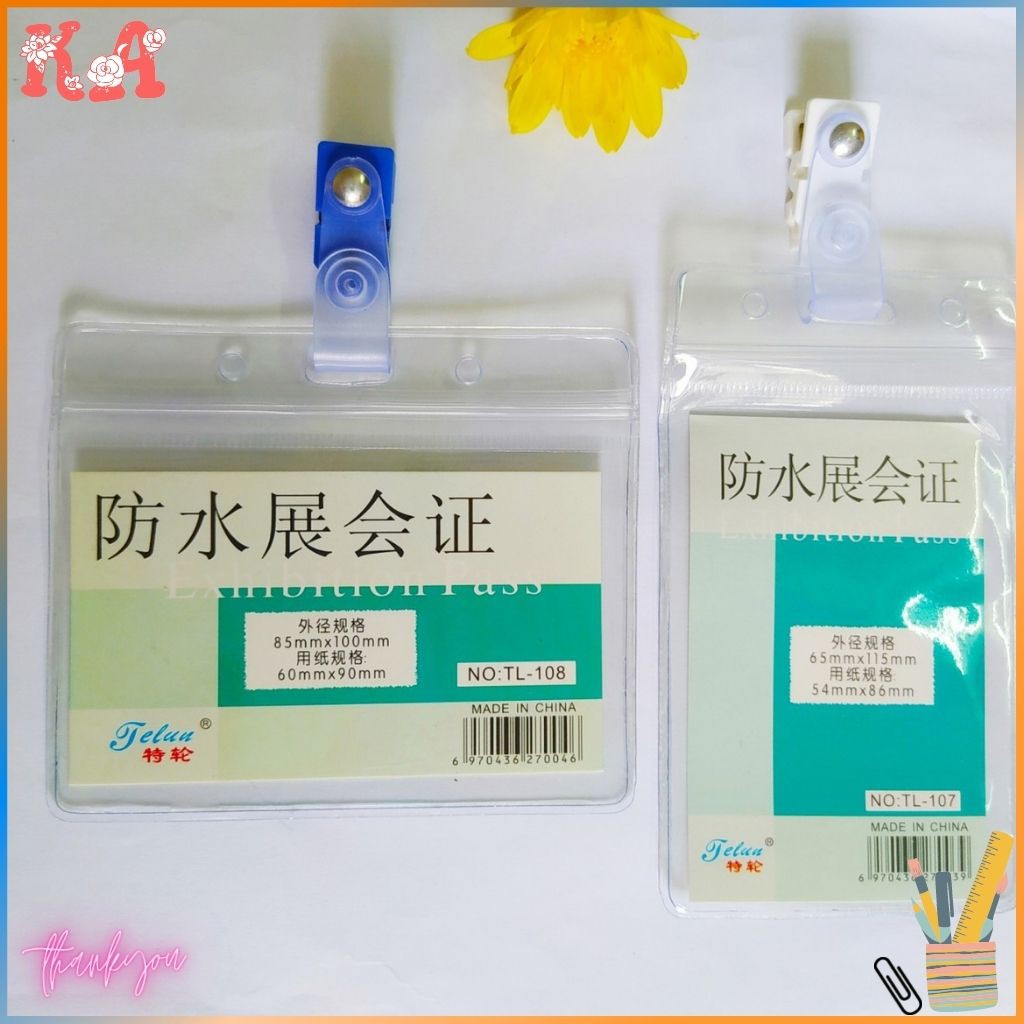 KA
防水展会证
Exhibition Pass
外径规格
85mmx100mm
用纸规格:
60mmx90mm
NO:TL-108
MADE IN CHINA
6 970436 270046
Telun®
特轮
防水展会证
Exhibition Pass
外径规格
65mmx115mm
用纸规格:
54mmx86mm
NO:TL-107
MADE IN CHINA
Telun®
特轮
thankyou